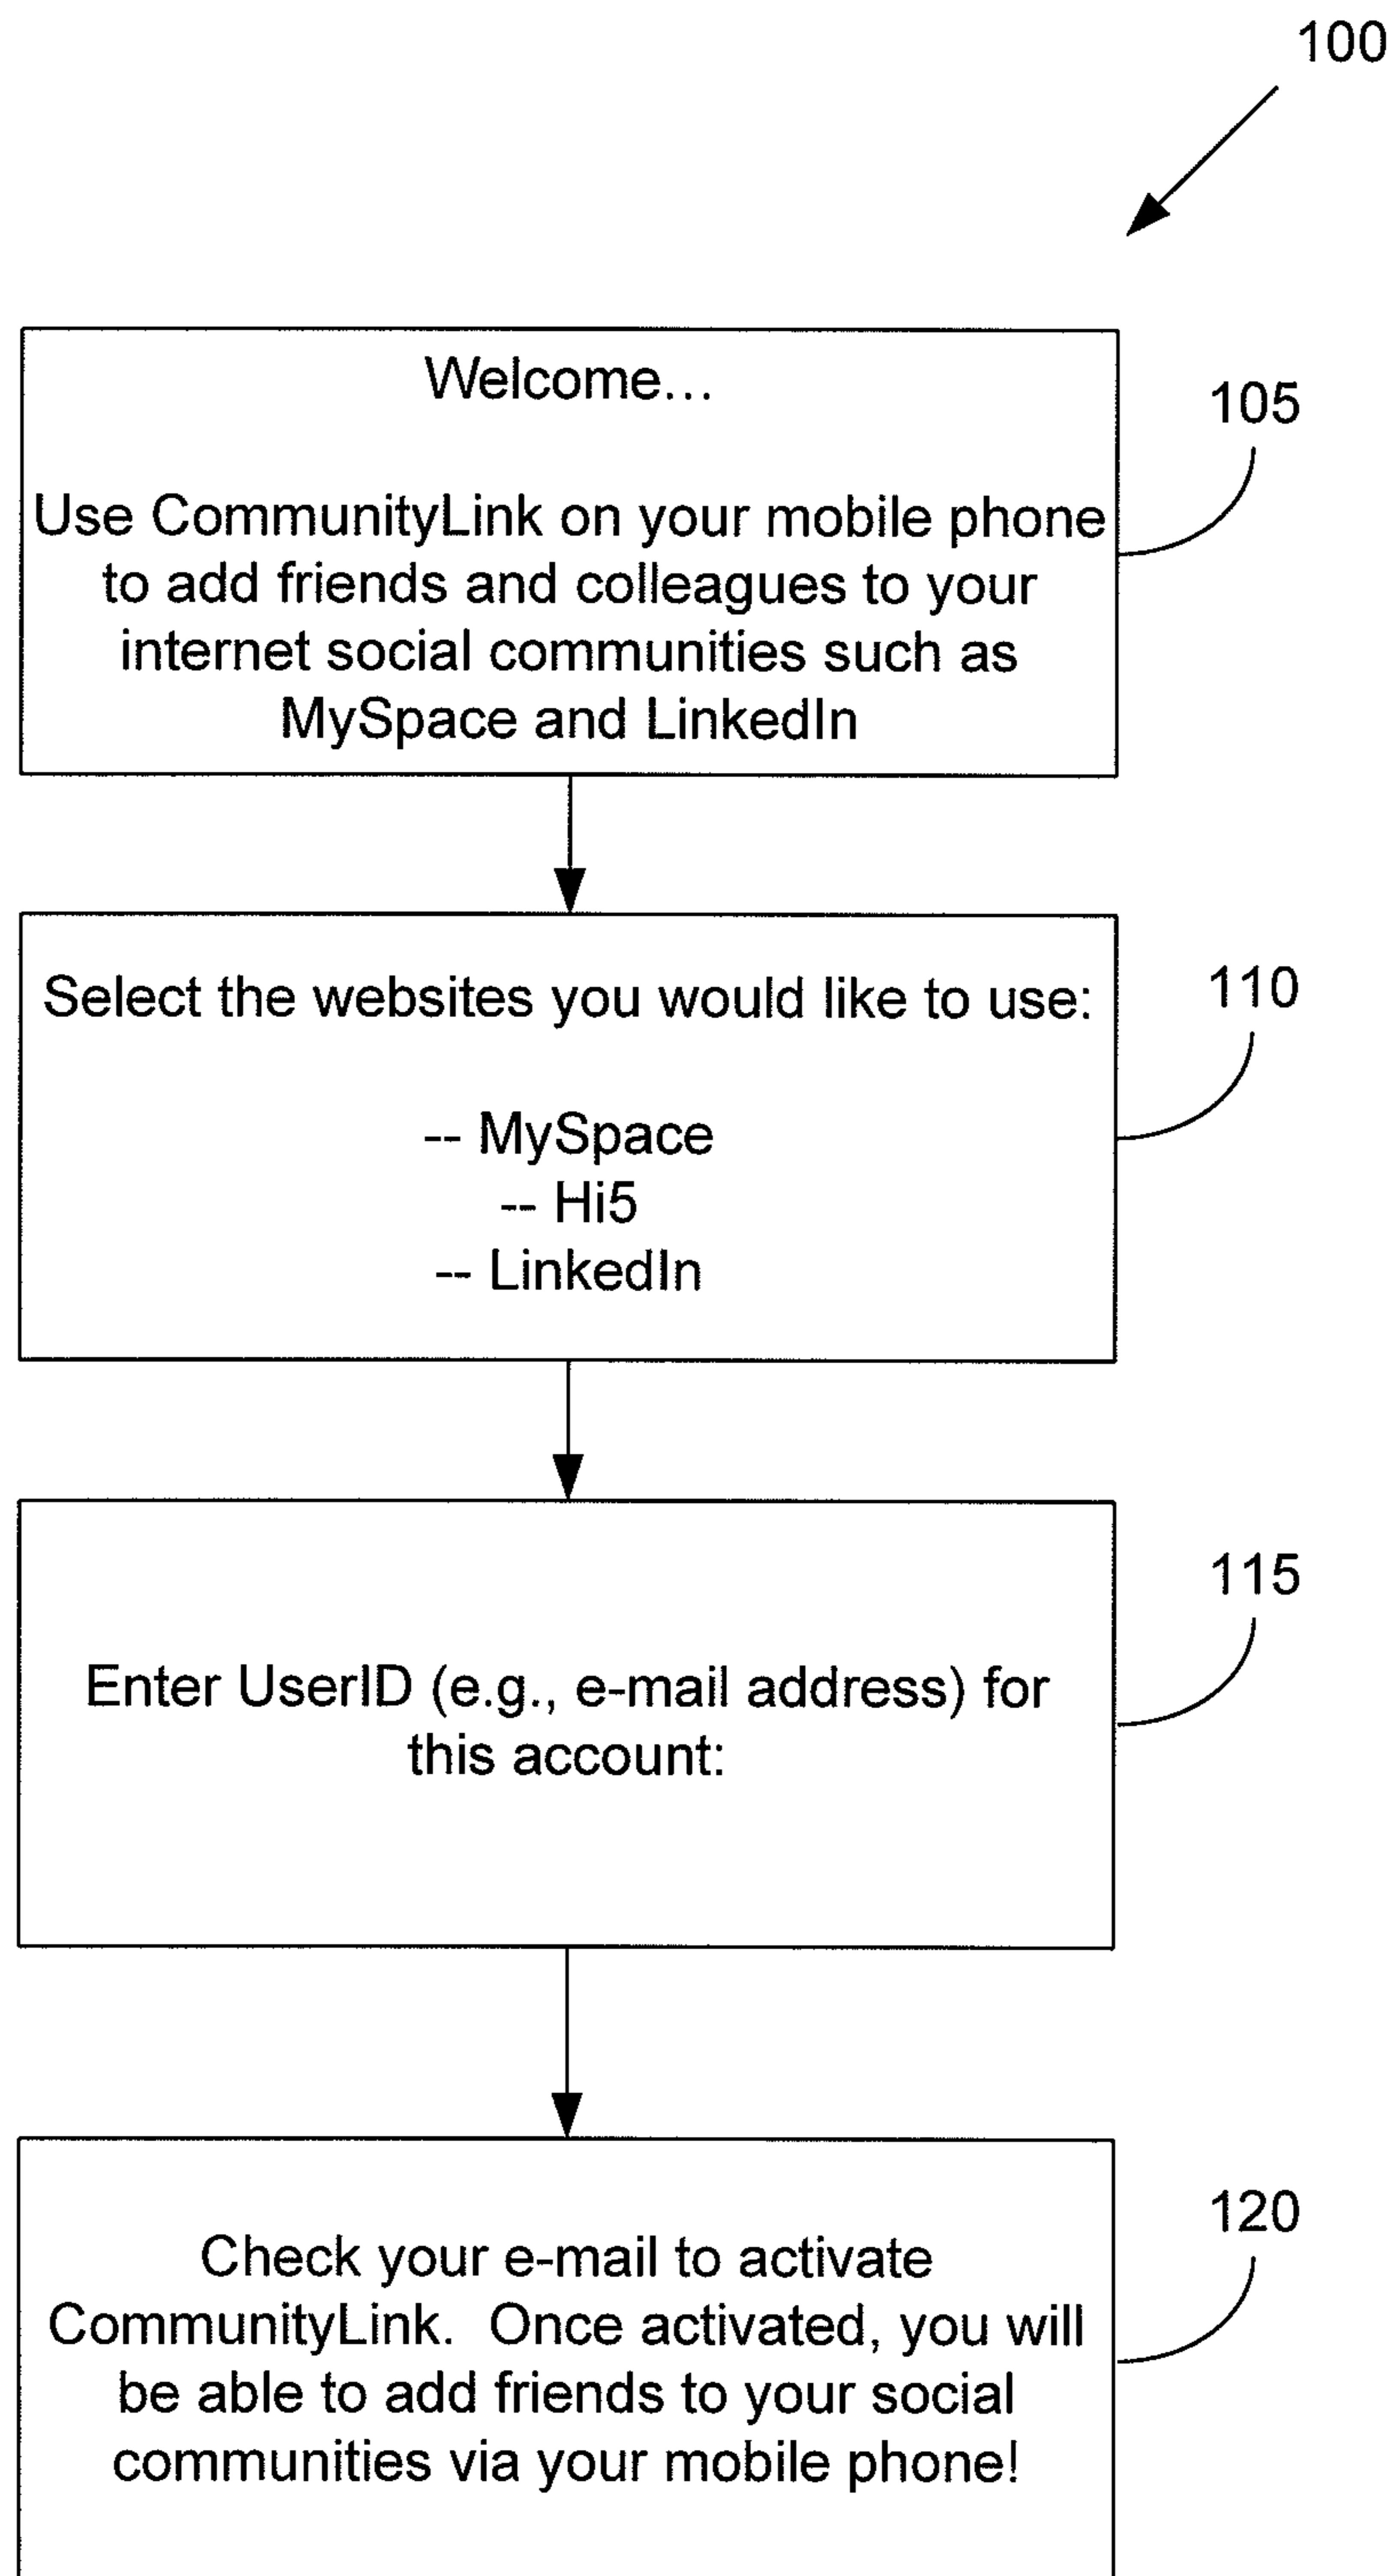 100
Welcome...
105
Use CommunityLink on your mobile phone
to add friends and colleagues to your
internet social communities such as
MySpace and LinkedIn
110
Select the websites you would like to use:
-- MySpace
-- Hi5
-- LinkedIn
115
Enter UserID (e.g., e-mail address) for
this account:
120
Check your e-mail to activate
CommunityLink.  Once activated, you will
be able to add friends to your social
communities via your mobile phone!